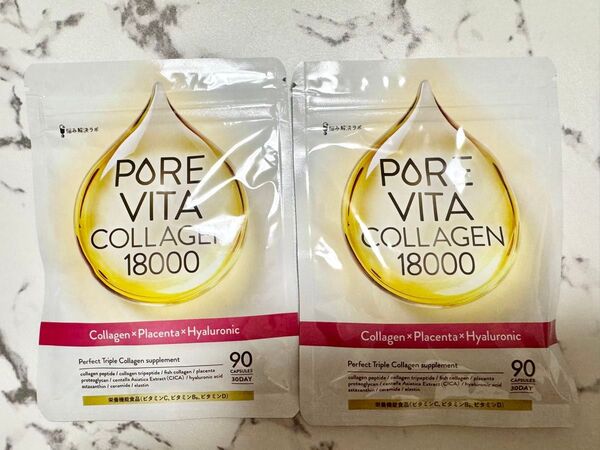 悩み解決ラボ
PORE
VITA
COLLAGEN
18000
Collagen×Placenta×Hyaluronic
Perfect Triple Collagen supplement
collagen peptide / collagen tripeptide / fish collagen / placenta
proteoglycan / centella Asiatica Extract (CICA) / hyaluronic acid
astaxanthin / ceramide / elastin
90
CAPSULES
30DAY
栄養機能食品(ビタミンC、ビタミンB₆、ビタミンD)
悩み解決ラボ
PORE
VITA
COLLAGEN
18000
Collagen×Placenta×Hyaluronic
Perfect Triple Collagen supplement
collagen peptide / collagen tripeptide / fish collagen / placenta
proteoglycan / centella Asiatica Extract (CICA) / hyaluronic acid
astaxanthin / ceramide / elastin
90
CAPSULES
30DAY
栄養機能食品(ビタミンC、ビタミンB₆、ビタミンD)